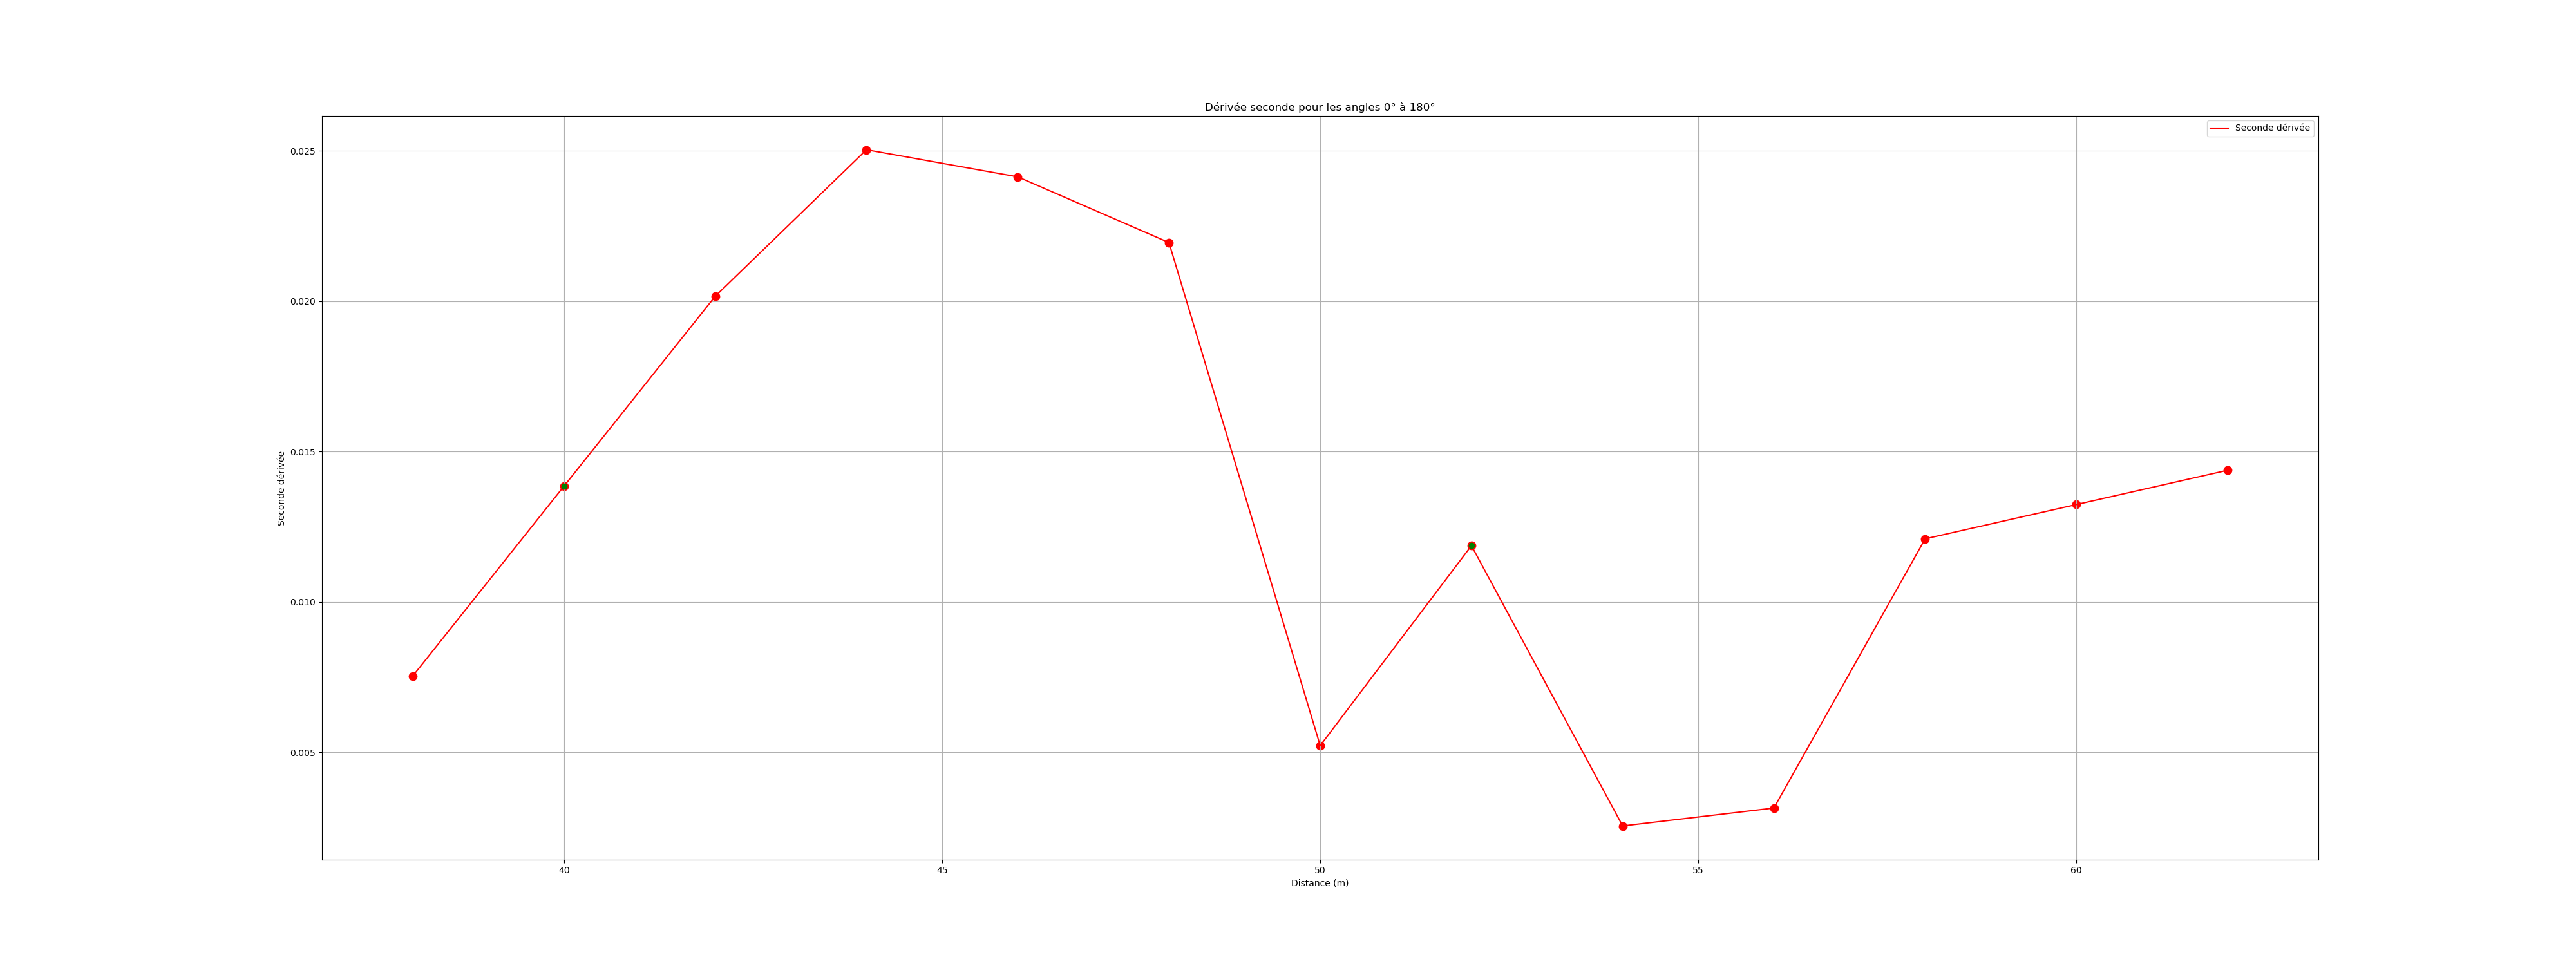 Dérivée seconde pour les angles 0° à 180°
Seconde dérivée
0.025
0.020
0.015
0.010
0.005
Seconde dérivée
40
45
50
55
60
Distance (m)